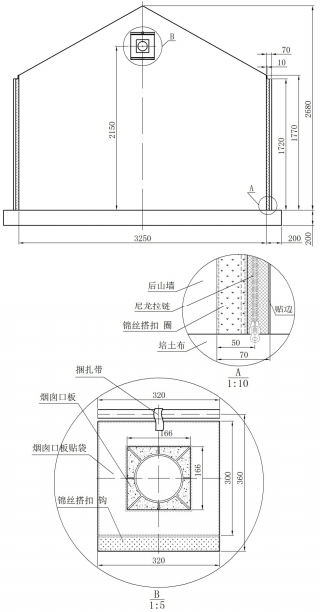 B
70
10
2150
A
1720
1770
2680
3250
200
200
后山墙
尼龙拉链
锦丝搭扣 圈
培土布
贴边
50
70
A
1:10
捆扎带
烟囱口板
烟囱口板贴袋
锦丝搭扣 钩
320
166
166
300
360
320
B
1:5